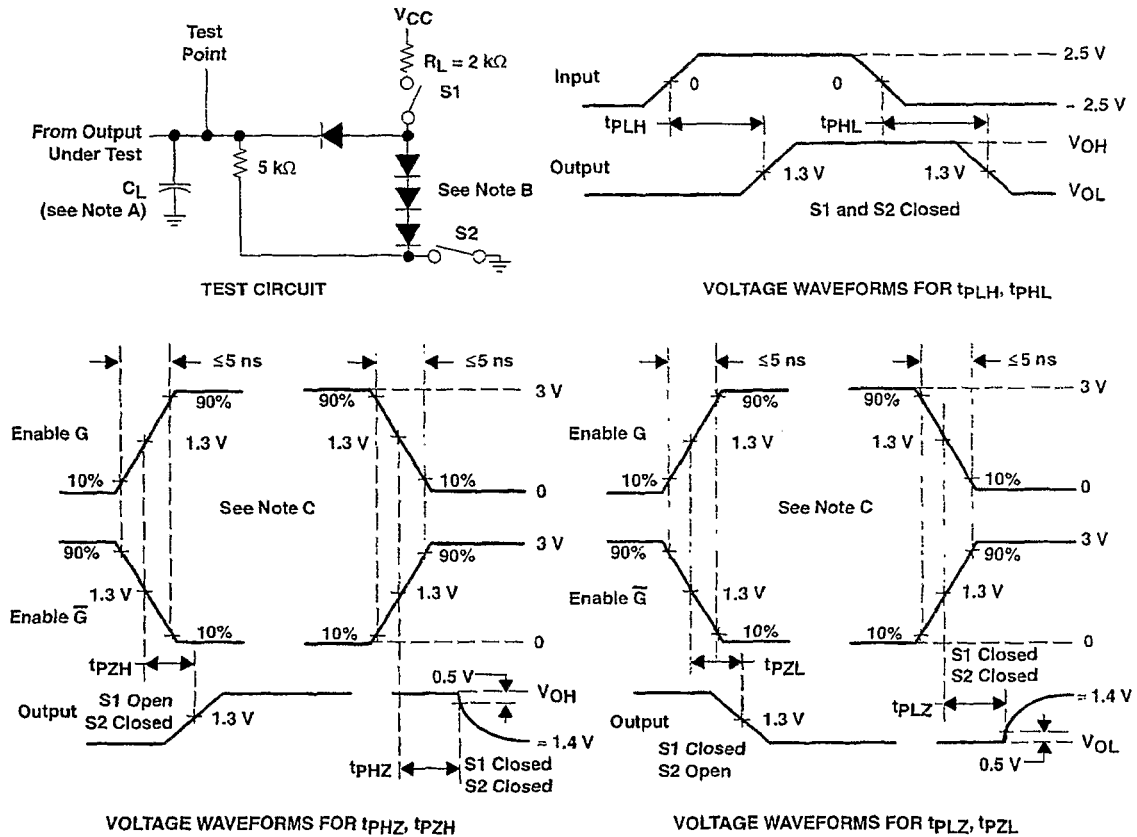 Test
Point
VCC
RL = 2 kΩ
S1
From Output
Under Test
5 kΩ
CL
(see Note A)
See Note B
S2
TEST CIRCUIT
Input
0
0
2.5 V
– 2.5 V
tPLH
tPHL
VOH
Output
1.3 V
1.3 V
VOL
S1 and S2 Closed
VOLTAGE WAVEFORMS FOR tPLH, tPHL
≤5 ns
≤5 ns
90%
90%
3 V
Enable G
1.3 V
1.3 V
10%
10%
0
See Note C
90%
90%
3 V
1.3 V
1.3 V
Enable G̅
10%
10%
0
tPZH
S1 Open
S2 Closed
Output
1.3 V
0.5 V
VOH
≈ 1.4 V
tPHZ
S1 Closed
S2 Closed
VOLTAGE WAVEFORMS FOR tPHZ, tPZH
≤5 ns
≤5 ns
90%
90%
3 V
Enable G
1.3 V
1.3 V
10%
10%
0
See Note C
90%
90%
3 V
1.3 V
1.3 V
Enable G̅
10%
10%
0
tPZL
S1 Closed
S2 Closed
Output
1.3 V
S1 Closed
S2 Open
tPLZ
≈ 1.4 V
VOL
0.5 V
VOLTAGE WAVEFORMS FOR tPLZ, tPZL